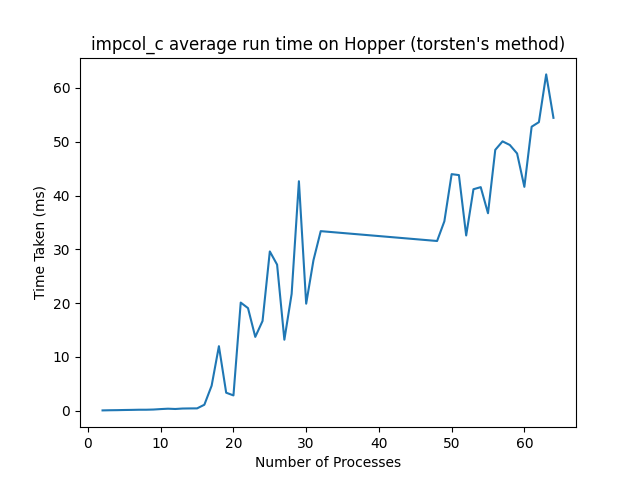 impcol_c average run time on Hopper (torsten's method)
60
50
40
30
20
10
0
Time Taken (ms)
0 10 20 30 40 50 60
Number of Processes